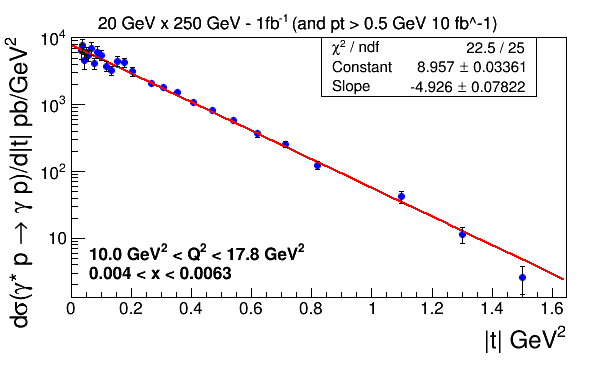 20 GeV x 250 GeV - 1fb⁻¹ (and pt > 0.5 GeV 10 fb^-1)
χ² / ndf 22.5 / 25
Constant 8.957 ± 0.03361
Slope -4.926 ± 0.07822
dσ(γ* p → γ p)/d|t| pb/GeV²
10⁴
10³
10²
10
10.0 GeV² < Q² < 17.8 GeV²
0.004 < x < 0.0063
0 0.2 0.4 0.6 0.8 1 1.2 1.4 1.6
|t| GeV²